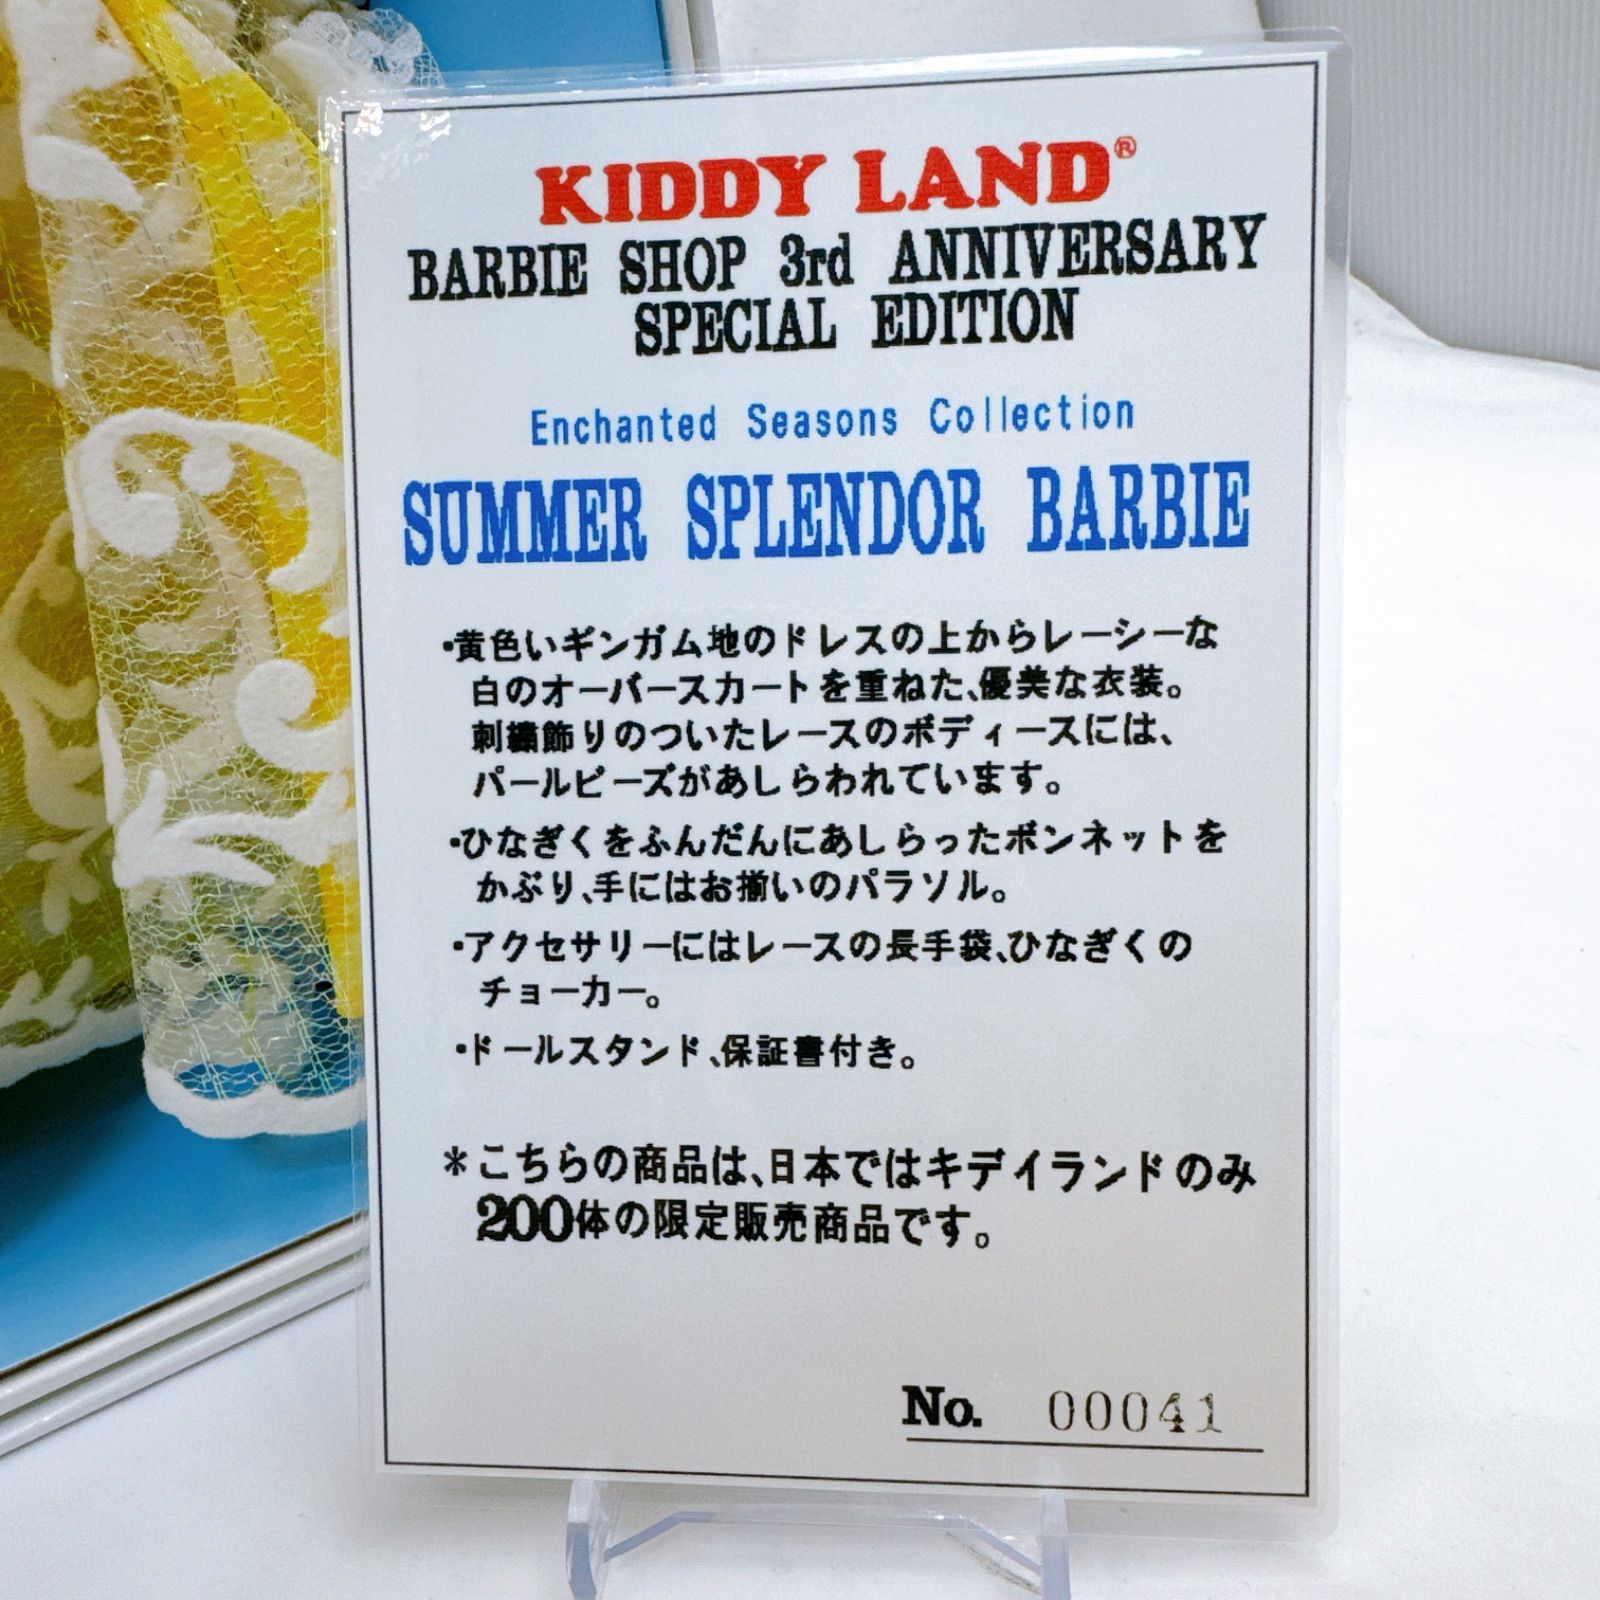 KIDDY LAND®
BARBIE SHOP 3rd ANNIVERSARY
SPECIAL EDITION
Enchanted Seasons Collection
SUMMER SPLENDOR BARBIE
・黄色いギンガム地のドレスの上からレーシーな
白のオーバースカートを重ねた、優美な衣装。
刺繍飾りのついたレースのボディースには、
パールビーズがあしらわれています。
・ひなぎくをふんだんにあしらったボンネットを
かぶり、手にはお揃いのパラソル。
・アクセサリーにはレースの長手袋、ひなぎくの
チョーカー。
・ドールスタンド、保証書付き。
＊こちらの商品は、日本ではキデイランドのみ
200体の限定販売商品です。
No. 00041